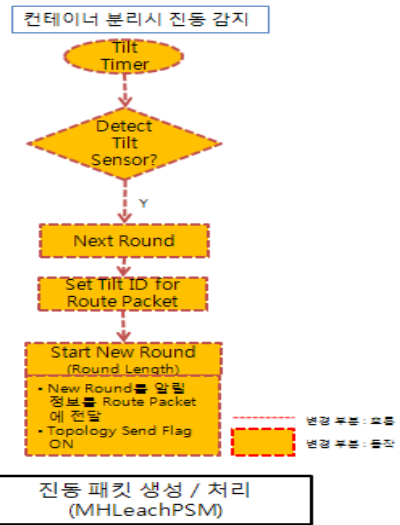 컨테이너 분리시 진동 감지
Tilt
Timer
Detect
Tilt
Sensor?
Y
Next Round
Set Tilt ID for
Route Packet
Start New Round
(Round Length)
• New Round를 알릴
정보를 Route Packet
에 전달
• Topology Send Flag
ON
변경 부분 : 흐름
변경 부분 : 동작
진동 패킷 생성 / 처리
(MHLeachPSM)